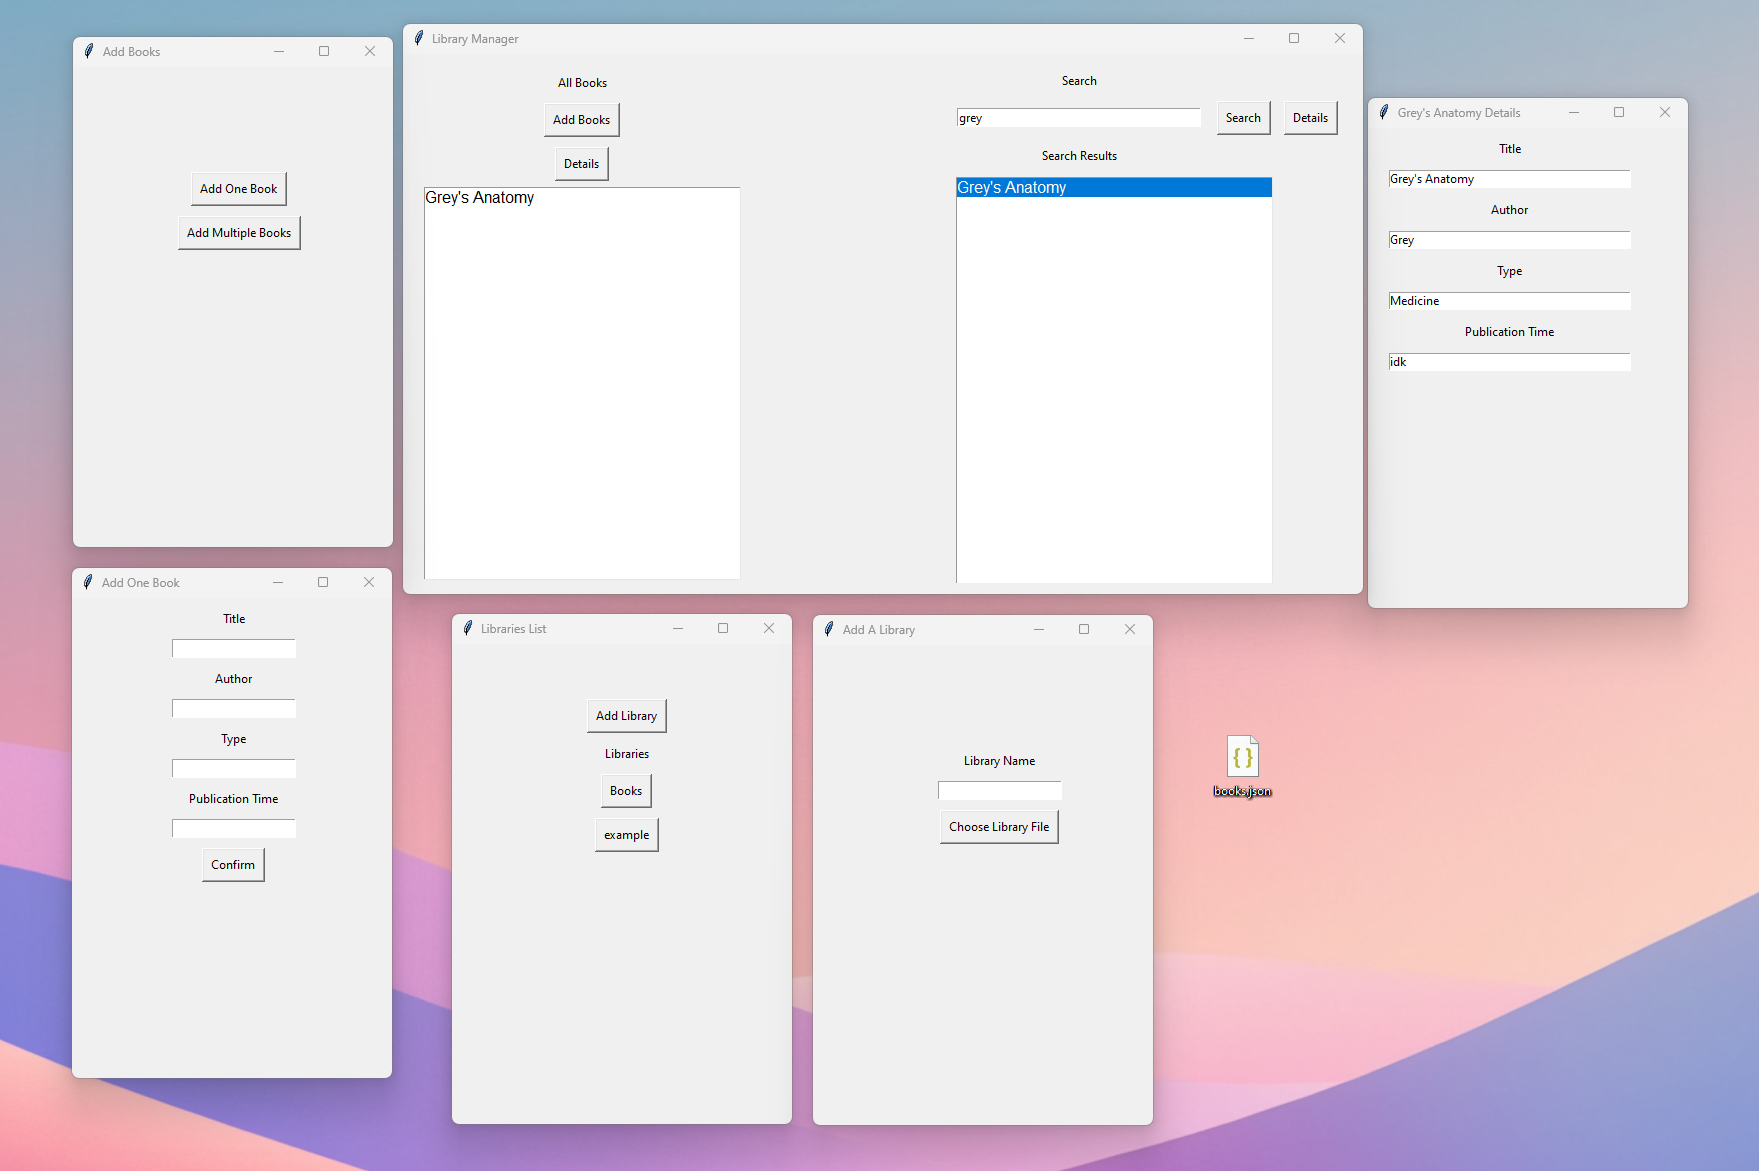 Add Books
Add One Book
Add Multiple Books
Library Manager
All Books
Add Books
Details
Grey's Anatomy
Search
grey
Search
Details
Search Results
Grey's Anatomy
Grey's Anatomy Details
Title
Grey's Anatomy
Author
Grey
Type
Medicine
Publication Time
idk
Add One Book
Title
Author
Type
Publication Time
Confirm
Libraries List
Add Library
Libraries
Books
example
Add A Library
Library Name
Choose Library File
books.json